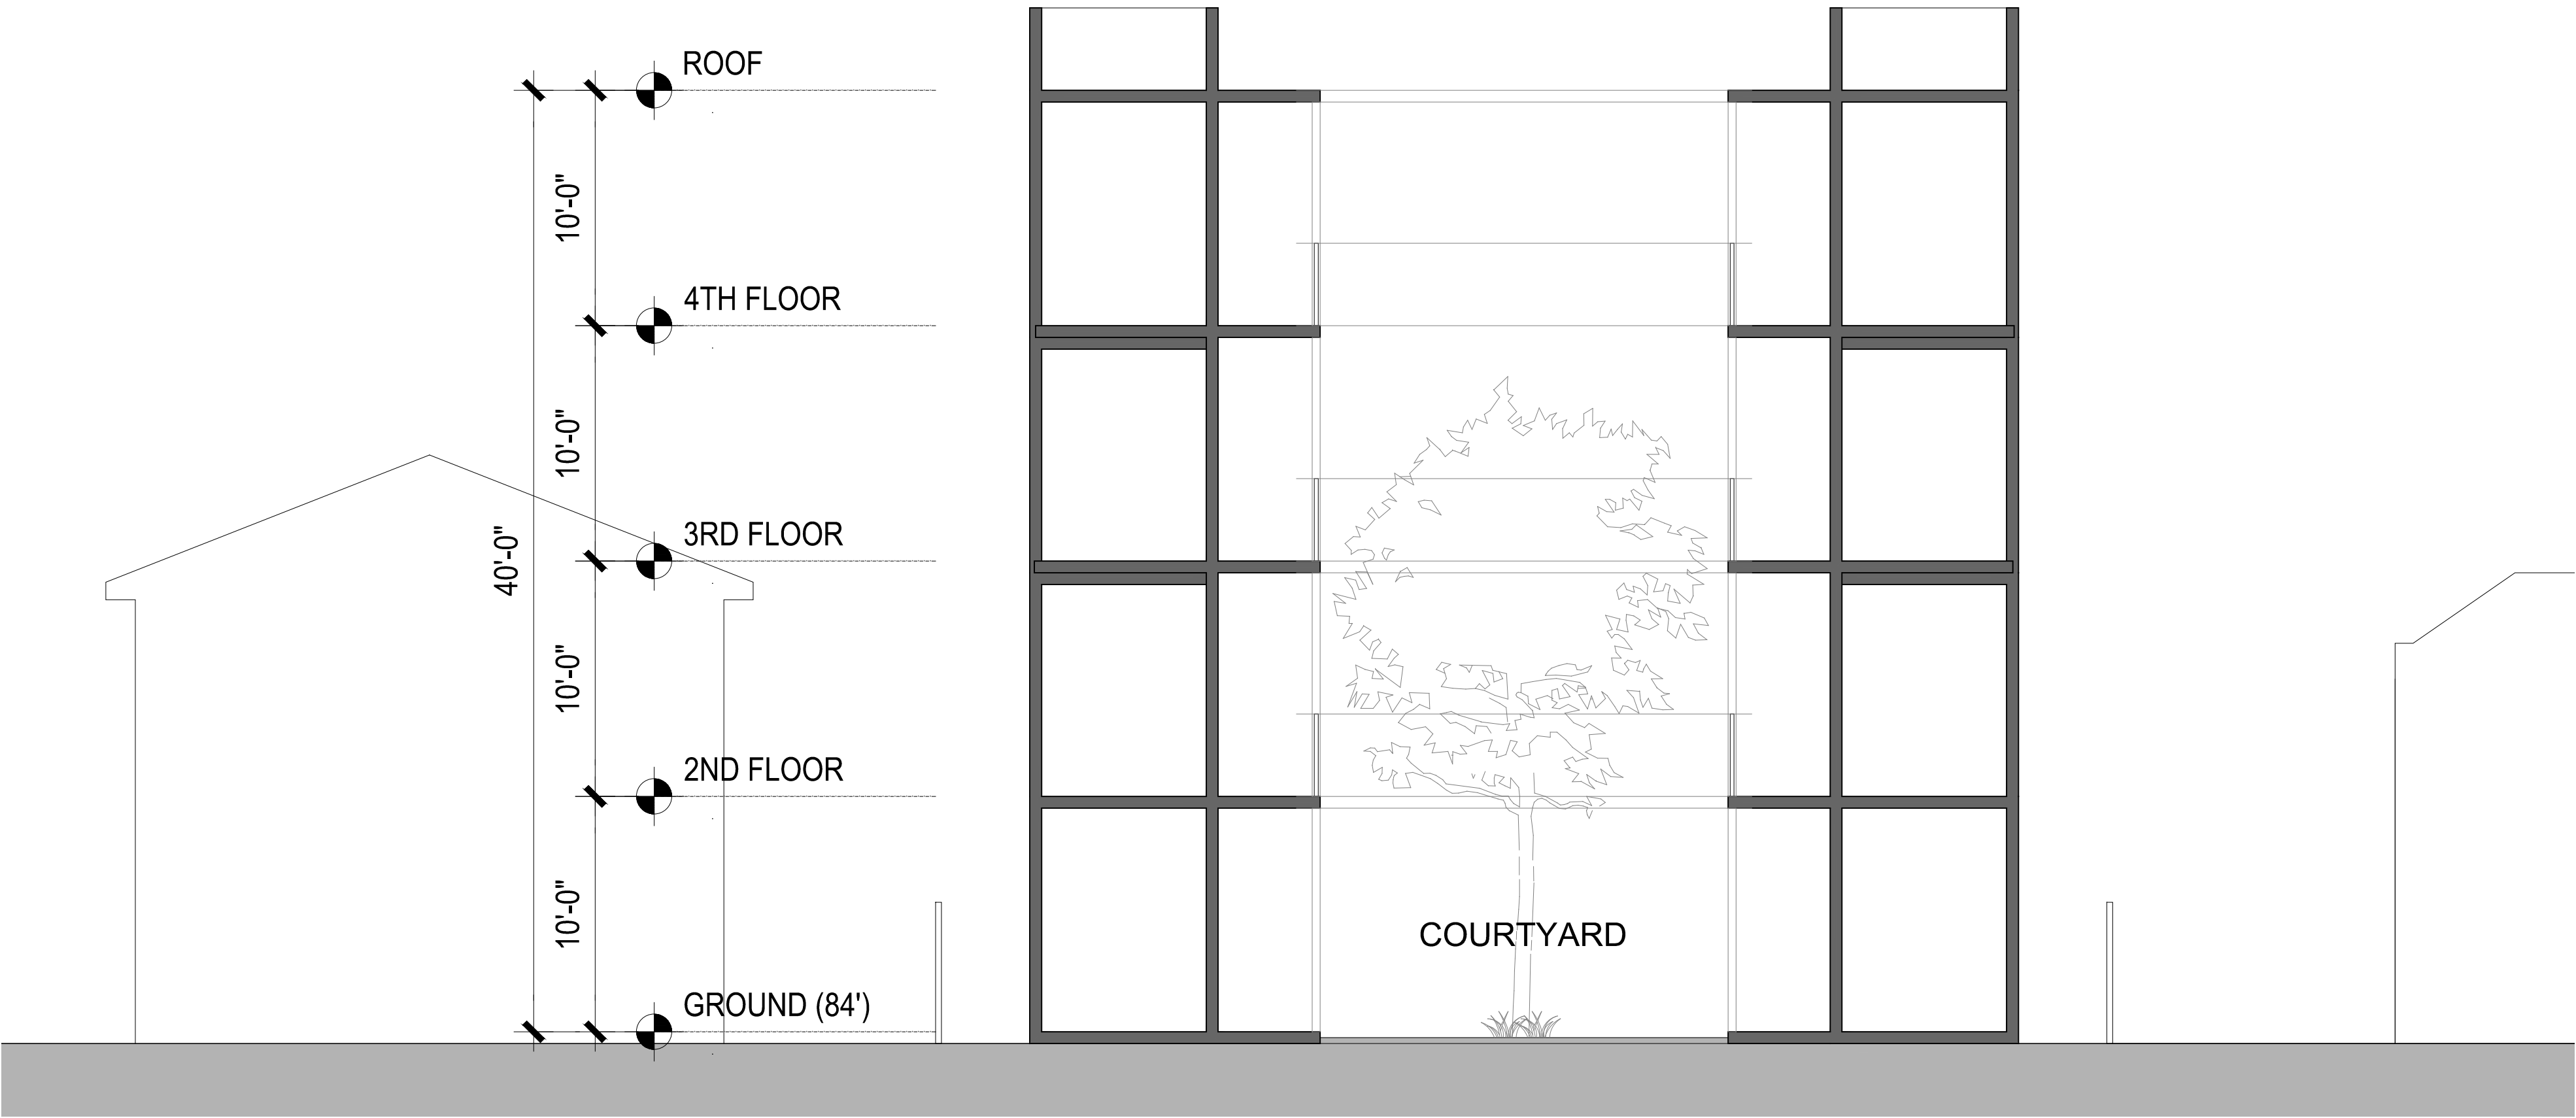 ROOF
10'-0"
4TH FLOOR
10'-0"
3RD FLOOR
40'-0"
10'-0"
2ND FLOOR
10'-0"
COURTYARD
GROUND (84')